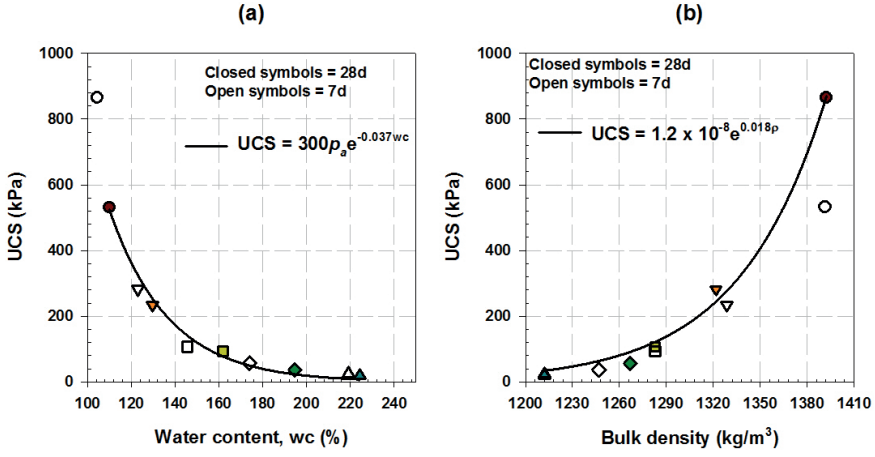 (a)
1000
800
600
400
200
0
UCS (kPa)
Closed symbols = 28d
Open symbols = 7d
UCS = 300pₐe^-0.037wc
100 120 140 160 180 200 220 240
Water content, wc (%)
(b)
1000
800
600
400
200
0
UCS (kPa)
Closed symbols = 28d
Open symbols = 7d
UCS = 1.2 x 10^-8e^0.018ρ
1200 1230 1260 1290 1320 1350 1380 1410
Bulk density (kg/m³)